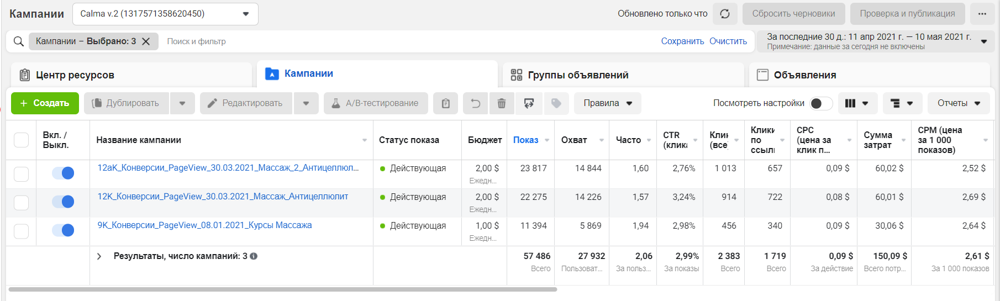 Кампании
Calma v.2 (1317571358620450)
Обновлено только что
Сбросить черновики
Проверка и публикация
Кампании – Выбрано: 3
Поиск и фильтр
Сохранить Очистить
За последние 30 д.: 11 апр 2021 г. — 10 мая 2021 г.
Примечание: данные за сегодня не включены
Центр ресурсов
Кампании
Группы объявлений
Объявления
+ Создать
Дублировать
Редактировать
A/B-тестирование
Правила
Посмотреть настройки
Отчеты
Вкл. / Выкл.
Название кампании
Статус показа
Бюджет
Показ
Охват
Часто
CTR (клика
Клик (все)
Клики по ссылк
CPC (цена за клик п...
Сумма затрат
CPM (цена за 1 000 показов)
12aK_Конверсии_PageView_30.03.2021_Массаж_2_Антицеллюл... Действующая 2,00 $ 23 817 14 844 1,60 2,76% 1 013 657 0,09 $ 60,02 $ 2,52 $
Ежедн...
12K_Конверсии_PageView_30.03.2021_Массаж_Антицеллюлит Действующая 2,00 $ 22 275 14 226 1,57 3,24% 914 722 0,08 $ 60,01 $ 2,69 $
Ежедн...
9K_Конверсии_PageView_08.01.2021_Курсы Массажа Действующая 1,00 $ 11 394 5 869 1,94 2,98% 456 340 0,09 $ 30,06 $ 2,64 $
Ежедн...
Результаты, число кампаний: 3 57 486 27 932 2,06 2,99% 2 383 1 719 0,09 $ 150,09 $ 2,61 $
Всего Пользоват... За польз... За показы Всего Всего За действие Всего потр... За 1 000 показов